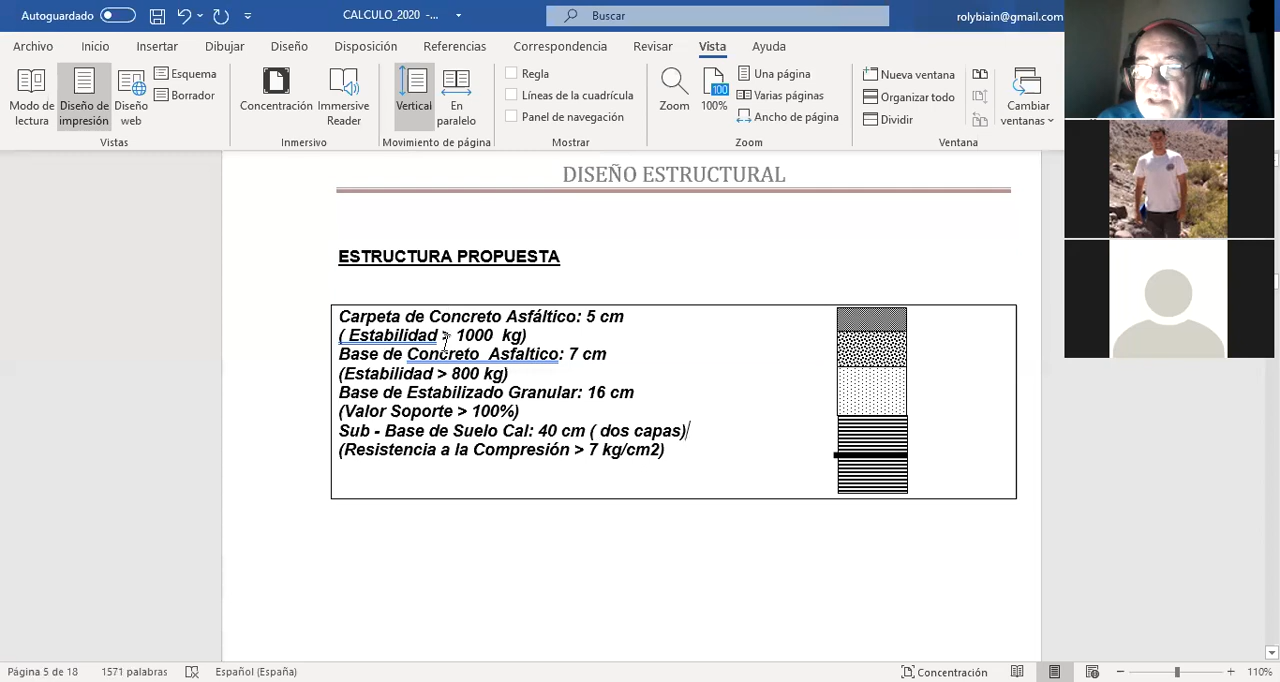 Autoguardado
CALCULO_2020 -...
Buscar
rolybiain@gmail.com
Archivo
Inicio
Insertar
Dibujar
Diseño
Disposición
Referencias
Correspondencia
Revisar
Vista
Ayuda
Modo de lectura
Diseño de impresión
Diseño web
Esquema
Borrador
Vistas
Concentración
Immersive Reader
Inmersivo
Vertical
En paralelo
Movimiento de página
Regla
Líneas de la cuadrícula
Panel de navegación
Mostrar
Zoom
100
100%
Una página
Varias páginas
Ancho de página
Zoom
Nueva ventana
Organizar todo
Dividir
Cambiar ventanas
Ventana
DISEÑO ESTRUCTURAL
ESTRUCTURA PROPUESTA
Carpeta de Concreto Asfáltico: 5 cm
( Estabilidad > 1000 kg)
Base de Concreto Asfaltico: 7 cm
(Estabilidad > 800 kg)
Base de Estabilizado Granular: 16 cm
(Valor Soporte > 100%)
Sub - Base de Suelo Cal: 40 cm ( dos capas)
(Resistencia a la Compresión > 7 kg/cm2)
Página 5 de 18
1571 palabras
Español (España)
Concentración
110%